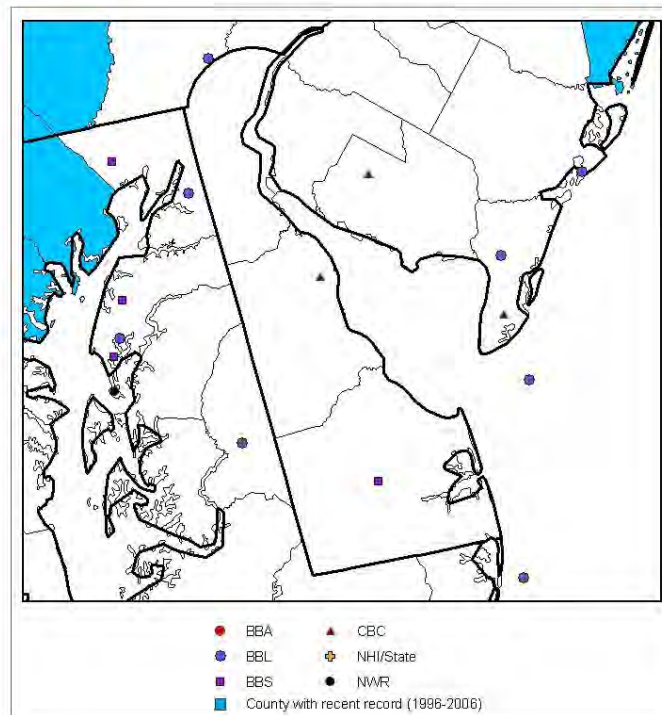 BBA CBC
BBL NHI/State
BBS NWR
County with recent record (1996-2006)